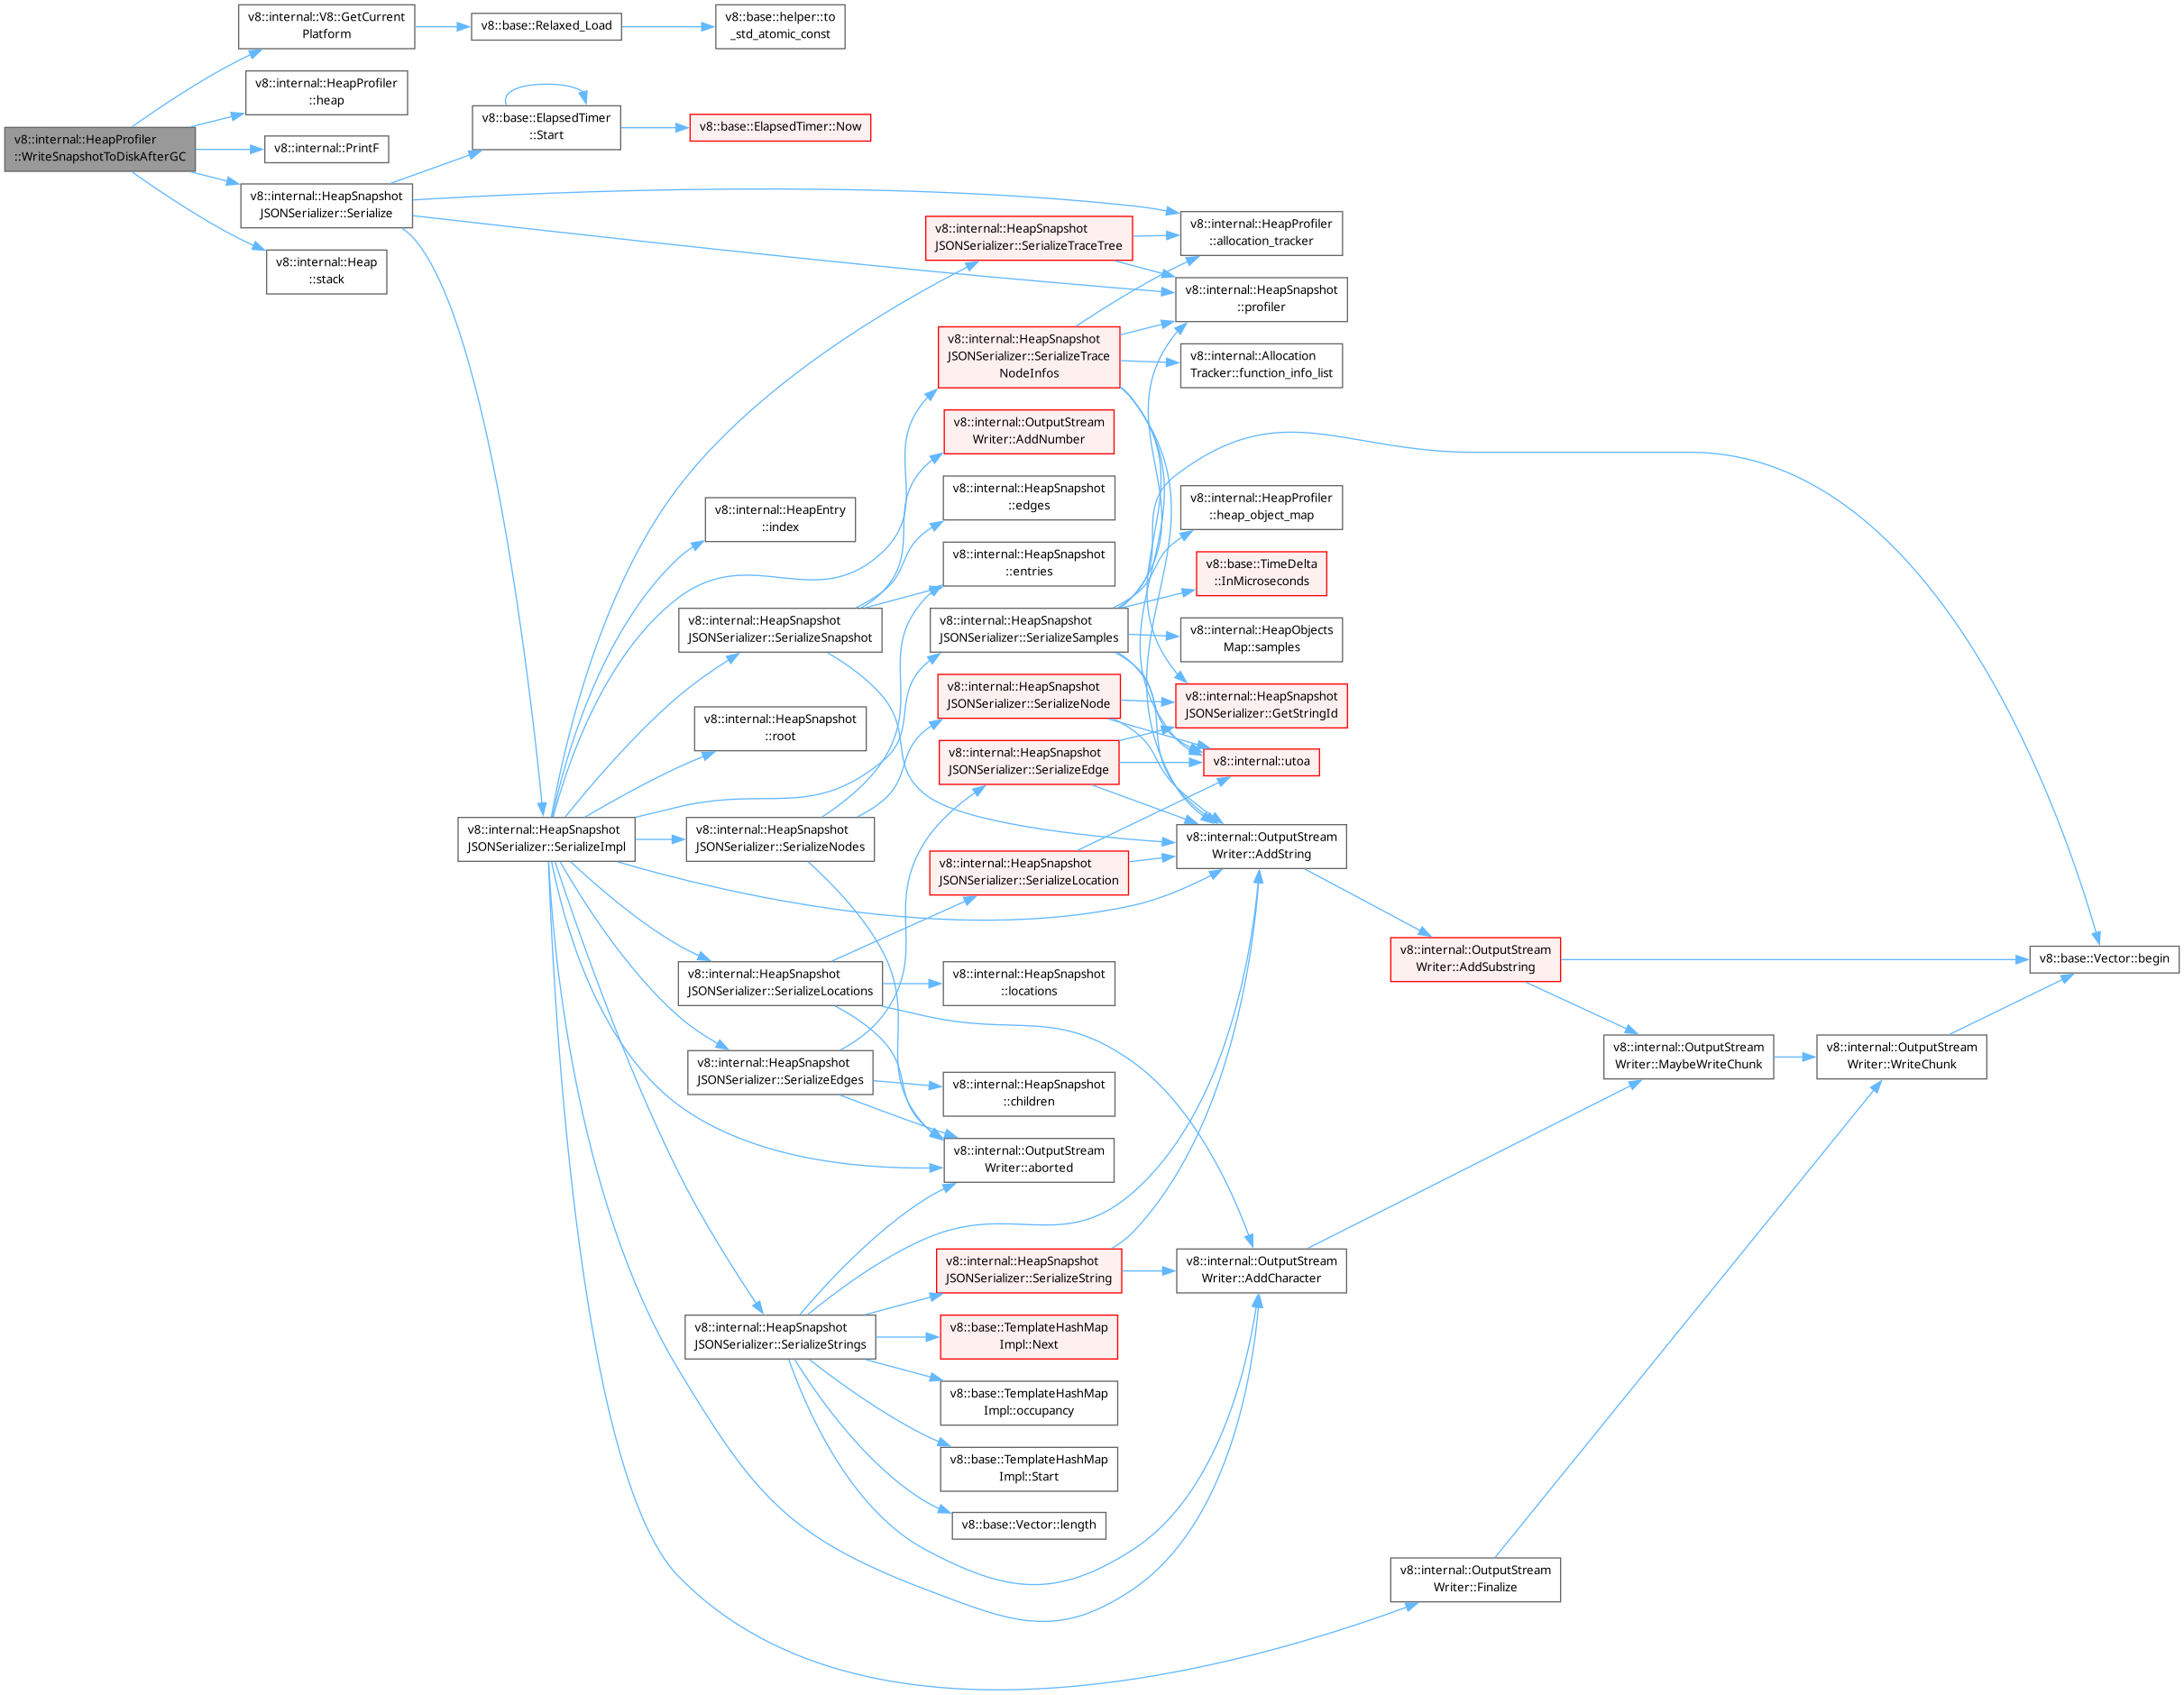 v8::internal::HeapProfiler
::WriteSnapshotToDiskAfterGC
v8::internal::V8::GetCurrent
Platform
v8::base::Relaxed_Load
v8::base::helper::to
_std_atomic_const
v8::internal::HeapProfiler
::heap
v8::internal::PrintF
v8::internal::HeapSnapshot
JSONSerializer::Serialize
v8::internal::Heap
::stack
v8::base::ElapsedTimer
::Start
v8::base::ElapsedTimer::Now
v8::internal::HeapSnapshot
JSONSerializer::SerializeImpl
v8::internal::HeapEntry
::index
v8::internal::HeapSnapshot
JSONSerializer::SerializeSnapshot
v8::internal::HeapSnapshot
::root
v8::internal::HeapSnapshot
JSONSerializer::SerializeNodes
v8::internal::HeapSnapshot
JSONSerializer::SerializeLocations
v8::internal::HeapSnapshot
JSONSerializer::SerializeEdges
v8::internal::HeapSnapshot
JSONSerializer::SerializeStrings
v8::internal::HeapSnapshot
JSONSerializer::SerializeTraceTree
v8::internal::HeapSnapshot
JSONSerializer::SerializeTrace
NodeInfos
v8::internal::OutputStream
Writer::AddNumber
v8::internal::HeapSnapshot
::edges
v8::internal::HeapSnapshot
::entries
v8::internal::HeapSnapshot
JSONSerializer::SerializeSamples
v8::internal::HeapSnapshot
JSONSerializer::SerializeNode
v8::internal::HeapSnapshot
JSONSerializer::SerializeEdge
v8::internal::HeapSnapshot
JSONSerializer::SerializeLocation
v8::internal::HeapSnapshot
::locations
v8::internal::HeapSnapshot
::children
v8::internal::OutputStream
Writer::aborted
v8::internal::HeapSnapshot
JSONSerializer::SerializeString
v8::base::TemplateHashMap
Impl::Next
v8::base::TemplateHashMap
Impl::occupancy
v8::base::TemplateHashMap
Impl::Start
v8::base::Vector::length
v8::internal::HeapProfiler
::allocation_tracker
v8::internal::HeapSnapshot
::profiler
v8::internal::Allocation
Tracker::function_info_list
v8::internal::HeapProfiler
::heap_object_map
v8::base::TimeDelta
::InMicroseconds
v8::internal::HeapObjects
Map::samples
v8::internal::HeapSnapshot
JSONSerializer::GetStringId
v8::internal::utoa
v8::internal::OutputStream
Writer::AddString
v8::internal::OutputStream
Writer::AddCharacter
v8::internal::OutputStream
Writer::AddSubstring
v8::internal::OutputStream
Writer::Finalize
v8::internal::OutputStream
Writer::MaybeWriteChunk
v8::internal::OutputStream
Writer::WriteChunk
v8::base::Vector::begin